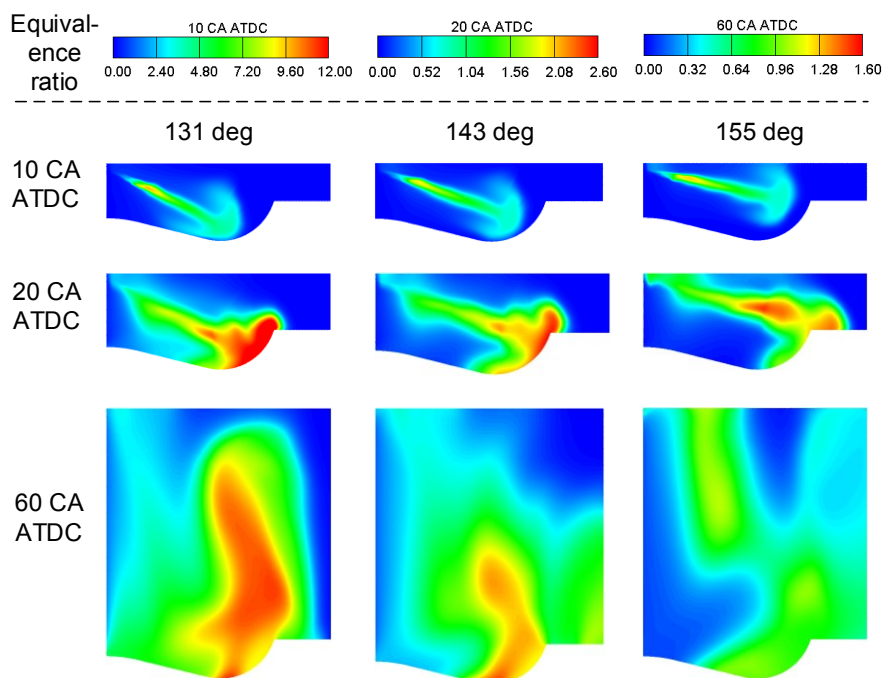 Equival-
ence
ratio
10 CA ATDC
0.00 2.40 4.80 7.20 9.60 12.00
20 CA ATDC
0.00 0.52 1.04 1.56 2.08 2.60
60 CA ATDC
0.00 0.32 0.64 0.96 1.28 1.60
131 deg 143 deg 155 deg
10 CA
ATDC
20 CA
ATDC
60 CA
ATDC